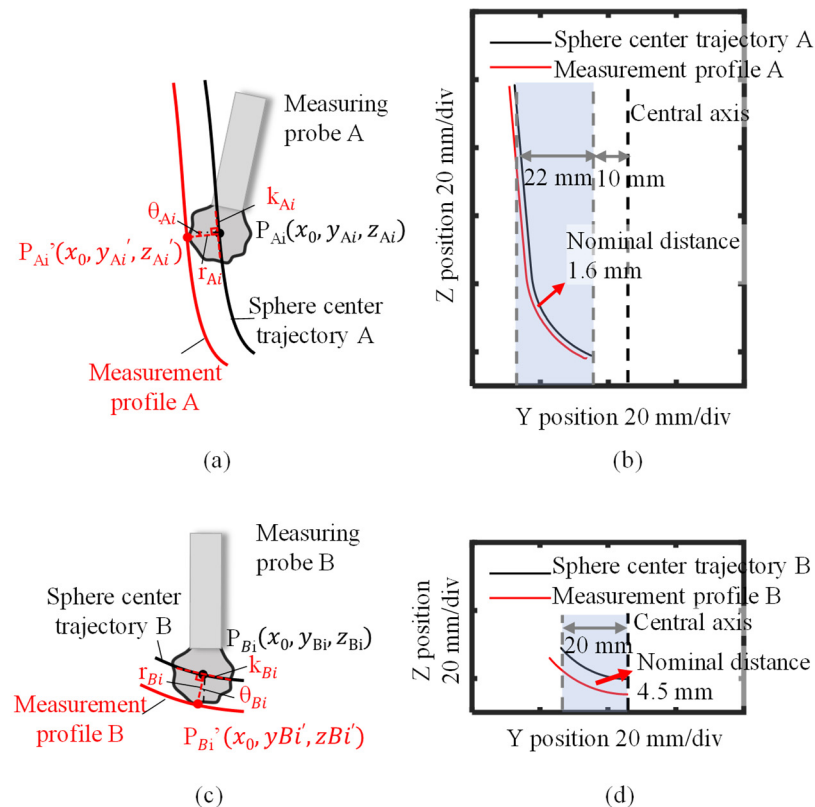 Measuring
probe A
θAi
kAi
PAi(x0, yAi, zAi)
PAi’(x0, yAi′, zAi′)
rAi
Sphere center
trajectory A
Measurement
profile A
(a)
Sphere center trajectory A
Measurement profile A
Central axis
22 mm
10 mm
Nominal distance
1.6 mm
Z position 20 mm/div
Y position 20 mm/div
(b)
Measuring
probe B
Sphere center
trajectory B
PBi(x0, yBi, zBi)
rBi
kBi
θBi
Measurement
profile B
PBi’(x0, yBi′, zBi′)
(c)
Sphere center trajectory B
Measurement profile B
Central axis
20 mm
Nominal distance
4.5 mm
Z position
20 mm/div
Y position 20 mm/div
(d)